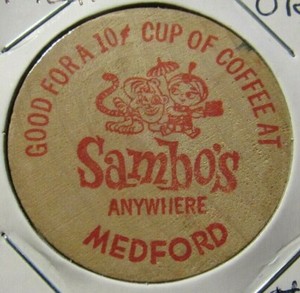 GOOD FOR A 10¢ CUP OF COFFEE AT
Sambo's
ANYWHERE
MEDFORD